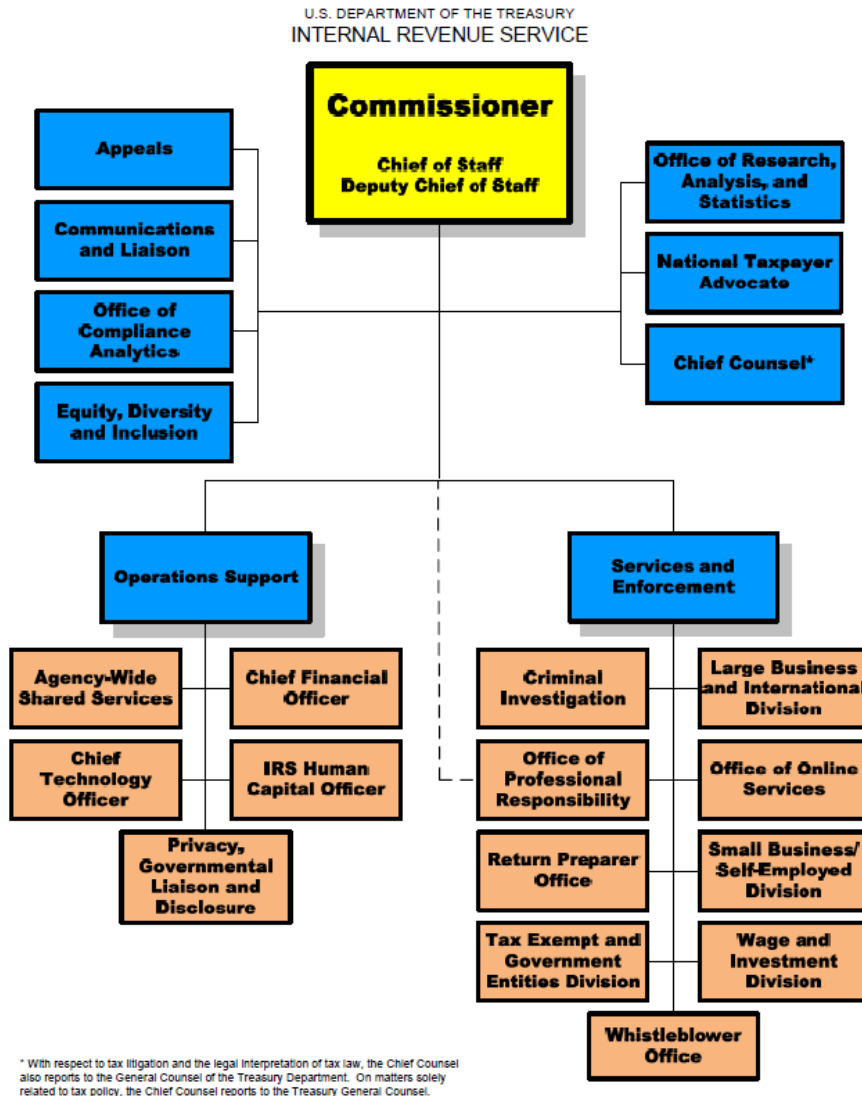 U.S. DEPARTMENT OF THE TREASURY
INTERNAL REVENUE SERVICE
Commissioner
Chief of Staff
Deputy Chief of Staff
Appeals
Communications
and Liaison
Office of
Compliance
Analytics
Equity, Diversity
and Inclusion
Office of Research,
Analysis, and
Statistics
National Taxpayer
Advocate
Chief Counsel*
Operations Support
Agency-Wide
Shared Services
Chief Financial
Officer
Chief
Technology
Officer
IRS Human
Capital Officer
Privacy,
Governmental
Liaison and
Disclosure
Services and
Enforcement
Criminal
Investigation
Large Business
and International
Division
Office of
Professional
Responsibility
Office of Online
Services
Return Preparer
Office
Small Business/
Self-Employed
Division
Tax Exempt and
Government
Entities Division
Wage and
Investment
Division
Whistleblower
Office
* With respect to tax litigation and the legal interpretation of tax law, the Chief Counsel
also reports to the General Counsel of the Treasury Department. On matters solely
related to tax policy, the Chief Counsel reports to the Treasury General Counsel.